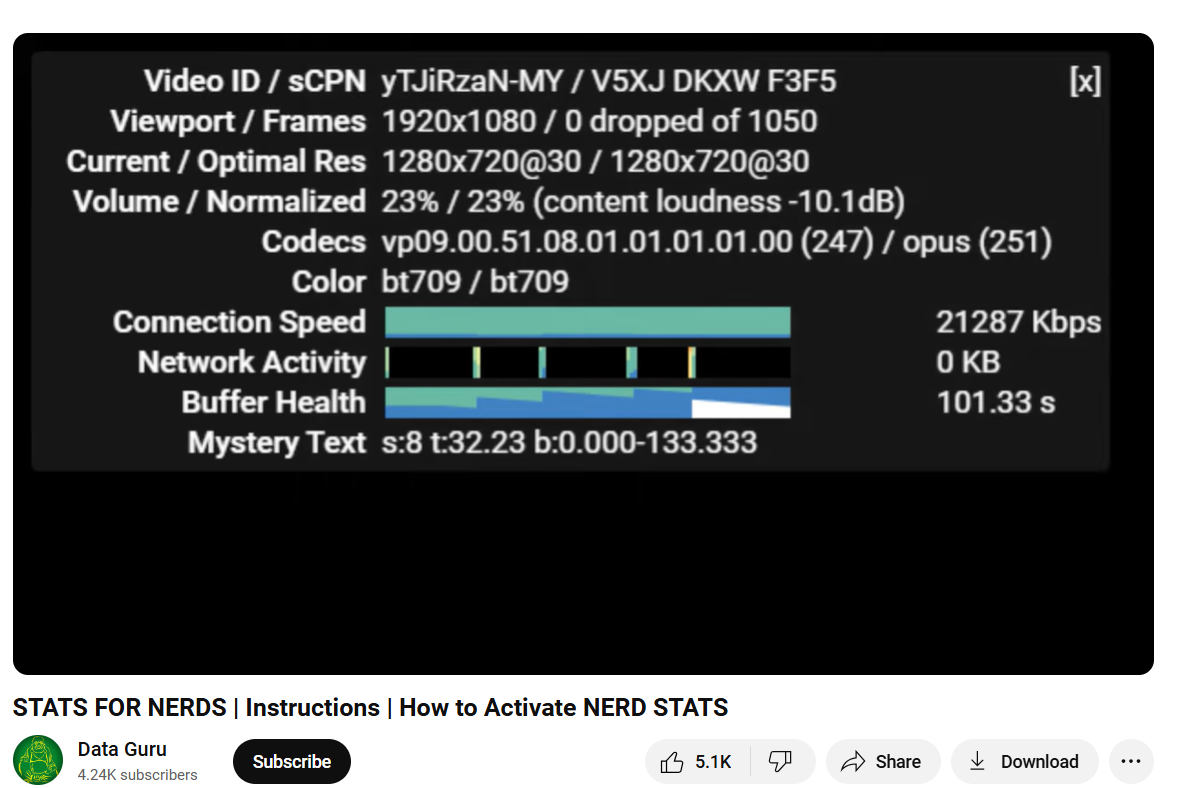 Video ID / sCPN yTJiRzaN-MY / V5XJ DKXW F3F5 [x]
Viewport / Frames 1920x1080 / 0 dropped of 1050
Current / Optimal Res 1280x720@30 / 1280x720@30
Volume / Normalized 23% / 23% (content loudness -10.1dB)
Codecs vp09.00.51.08.01.01.01.01.00 (247) / opus (251)
Color bt709 / bt709
Connection Speed 21287 Kbps
Network Activity 0 KB
Buffer Health 101.33 s
Mystery Text s:8 t:32.23 b:0.000-133.333
STATS FOR NERDS | Instructions | How to Activate NERD STATS
Data Guru
4.24K subscribers
Subscribe
5.1K
Share
Download